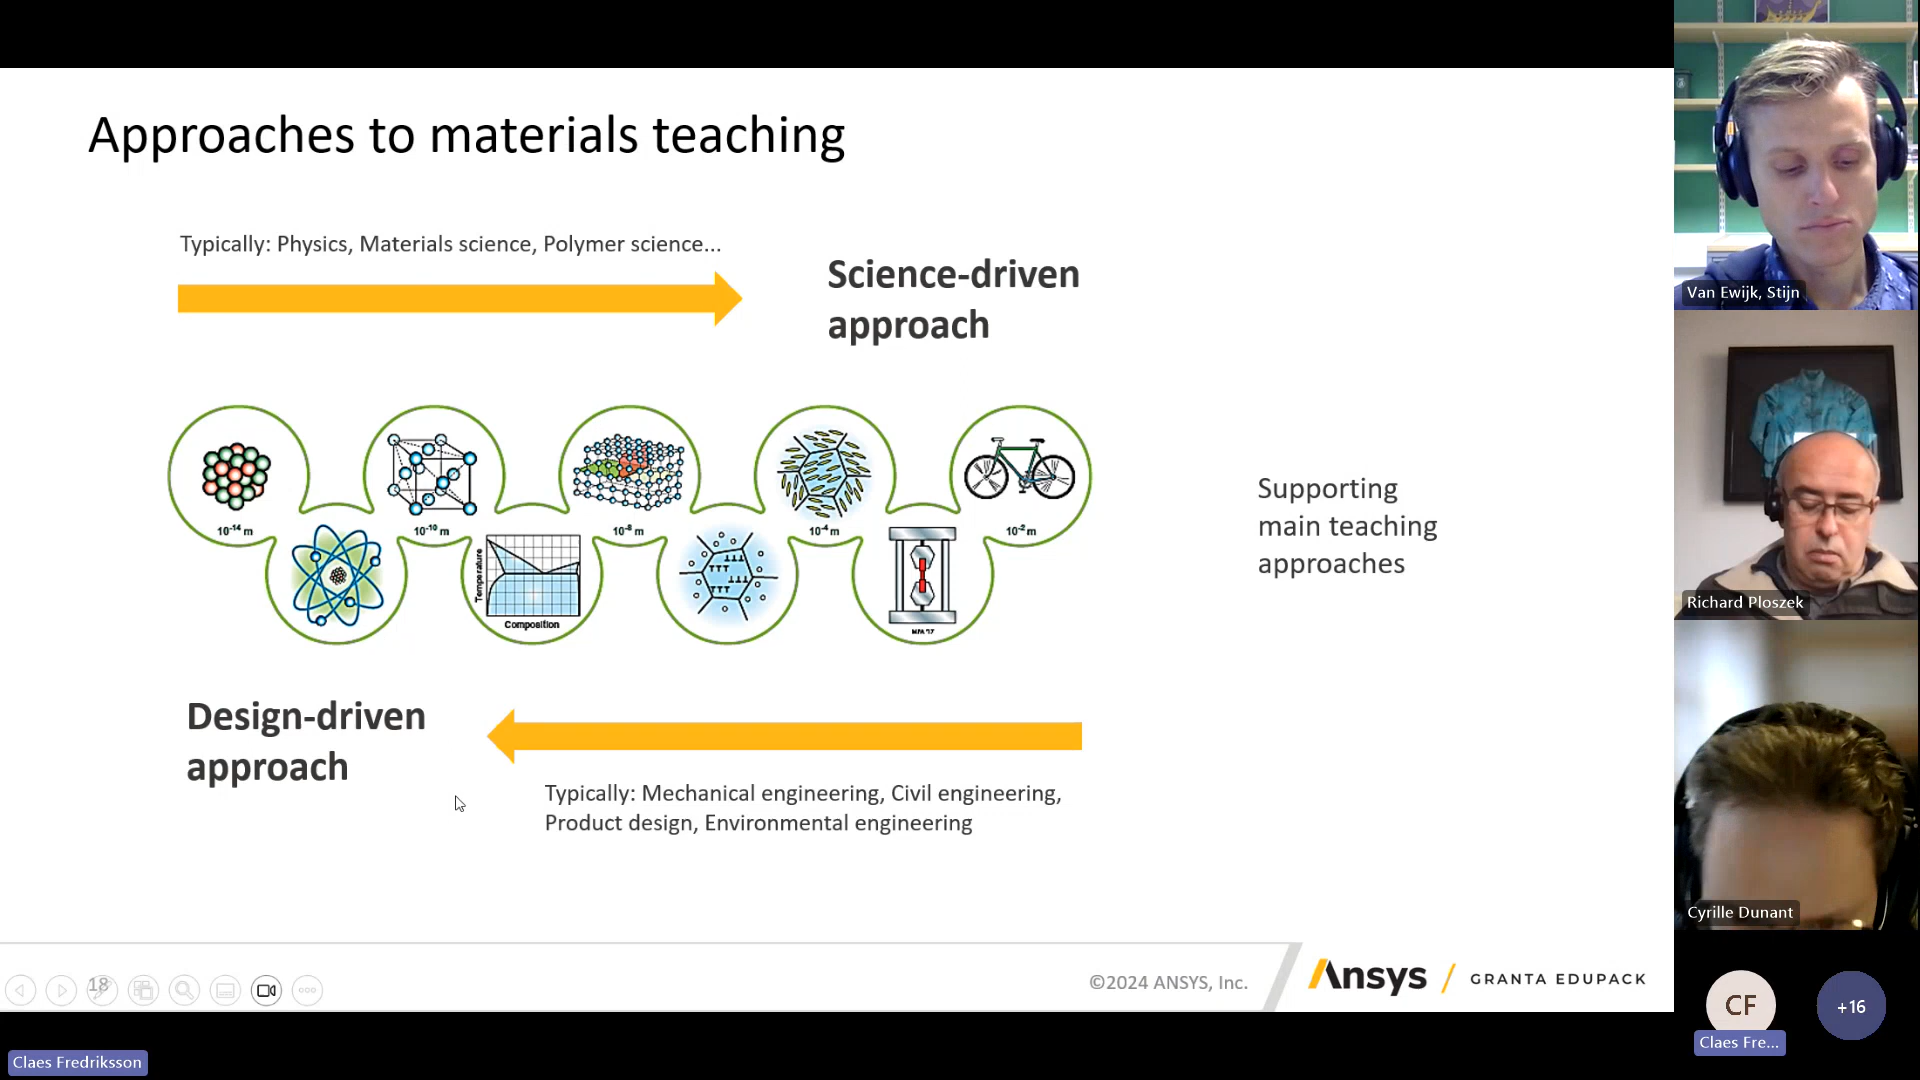 Approaches to materials teaching
Typically: Physics, Materials science, Polymer science...
Science-driven
approach
10-14 m
10-10 m
10-8 m
10-4 m
10-2 m
Temperature
Composition
Supporting
main teaching
approaches
Design-driven
approach
Typically: Mechanical engineering, Civil engineering,
Product design, Environmental engineering
18
©2024 ANSYS, Inc.
Ansys / GRANTA EDUPACK
Claes Fredriksson
Van Ewijk, Stijn
Richard Ploszek
Cyrille Dunant
CF
Claes Fre...
+16